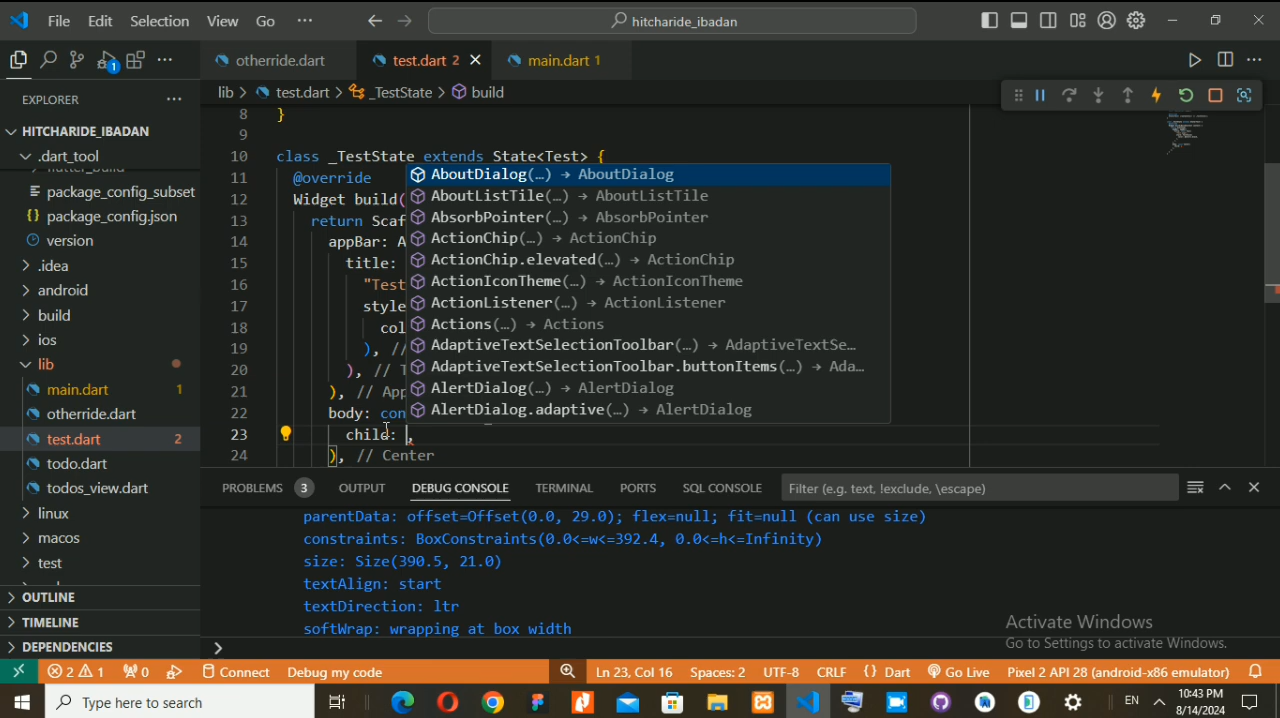 File Edit Selection View Go ··· hitcharide_ibadan
otherride.dart test.dart 2 main.dart 1
EXPLORER
lib > test.dart > _TestState > build
HITCHARIDE_IBADAN
.dart_tool
flutter_build
package_config_subset
package_config.json
version
.idea
android
build
ios
lib
main.dart 1
otherride.dart
test.dart 2
todo.dart
todos_view.dart
linux
macos
test
OUTLINE
TIMELINE
DEPENDENCIES
8 }
9
10 class _TestState extends State<Test> {
11 @override
12 Widget build(
13 return Scaf
14 appBar: A
15 title:
16 "Test
17 style
18 col
19 ), //
20 ), // T
21 ), // App
22 body: con
23 child: ,
24 ), // Center
AboutDialog(…) → AboutDialog
AboutListTile(…) → AboutListTile
AbsorbPointer(…) → AbsorbPointer
ActionChip(…) → ActionChip
ActionChip.elevated(…) → ActionChip
ActionIconTheme(…) → ActionIconTheme
ActionListener(…) → ActionListener
Actions(…) → Actions
AdaptiveTextSelectionToolbar(…) → AdaptiveTextSe…
AdaptiveTextSelectionToolbar.buttonItems(…) → Ada…
AlertDialog(…) → AlertDialog
AlertDialog.adaptive(…) → AlertDialog
PROBLEMS 3 OUTPUT DEBUG CONSOLE TERMINAL PORTS SQL CONSOLE Filter (e.g. text, !exclude, \escape)
parentData: offset=Offset(0.0, 29.0); flex=null; fit=null (can use size)
constraints: BoxConstraints(0.0<=w<=392.4, 0.0<=h<=Infinity)
size: Size(390.5, 21.0)
textAlign: start
textDirection: ltr
softWrap: wrapping at box width
Activate Windows
Go to Settings to activate Windows.
2 1 0 Connect Debug my code Ln 23, Col 16 Spaces: 2 UTF-8 CRLF {} Dart Go Live Pixel 2 API 28 (android-x86 emulator)
Type here to search EN 10:43 PM
8/14/2024